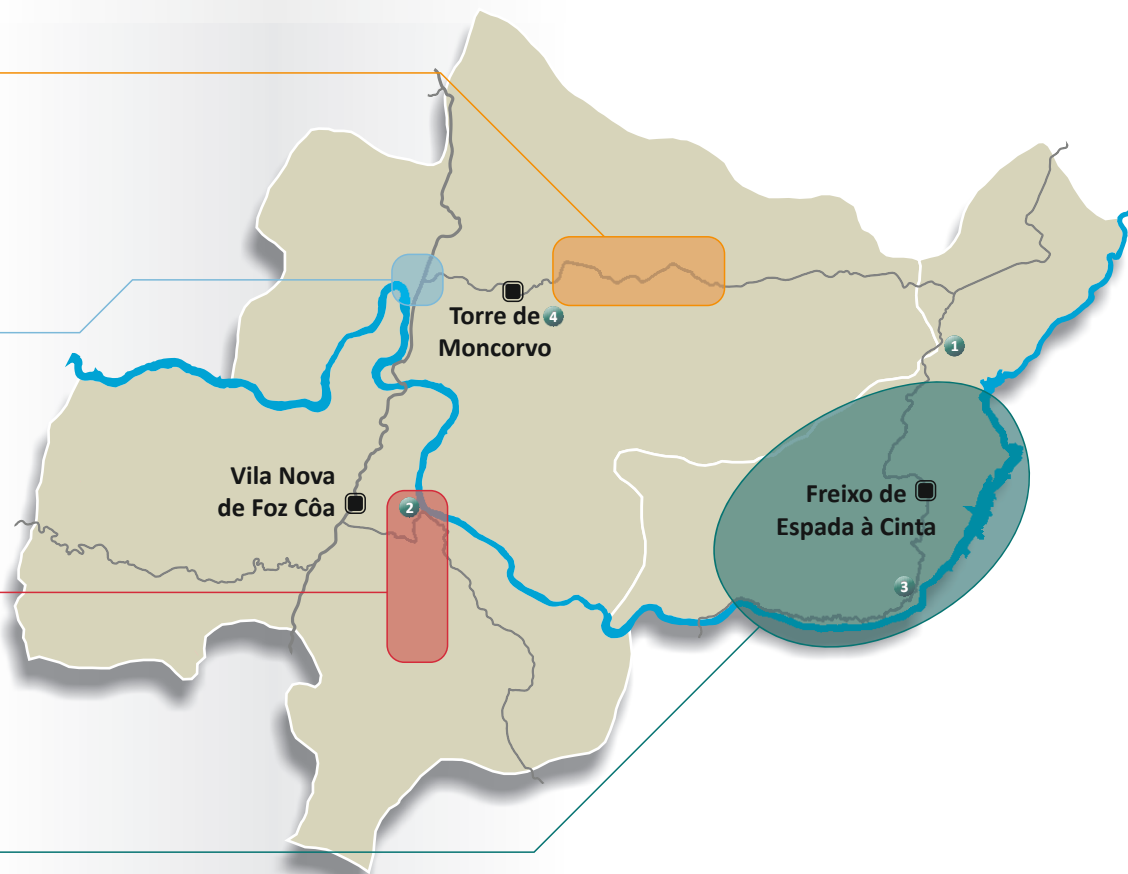 Torre de 4
Moncorvo
1
Vila Nova
de Foz Côa
2
Freixo de
Espada à Cinta
3